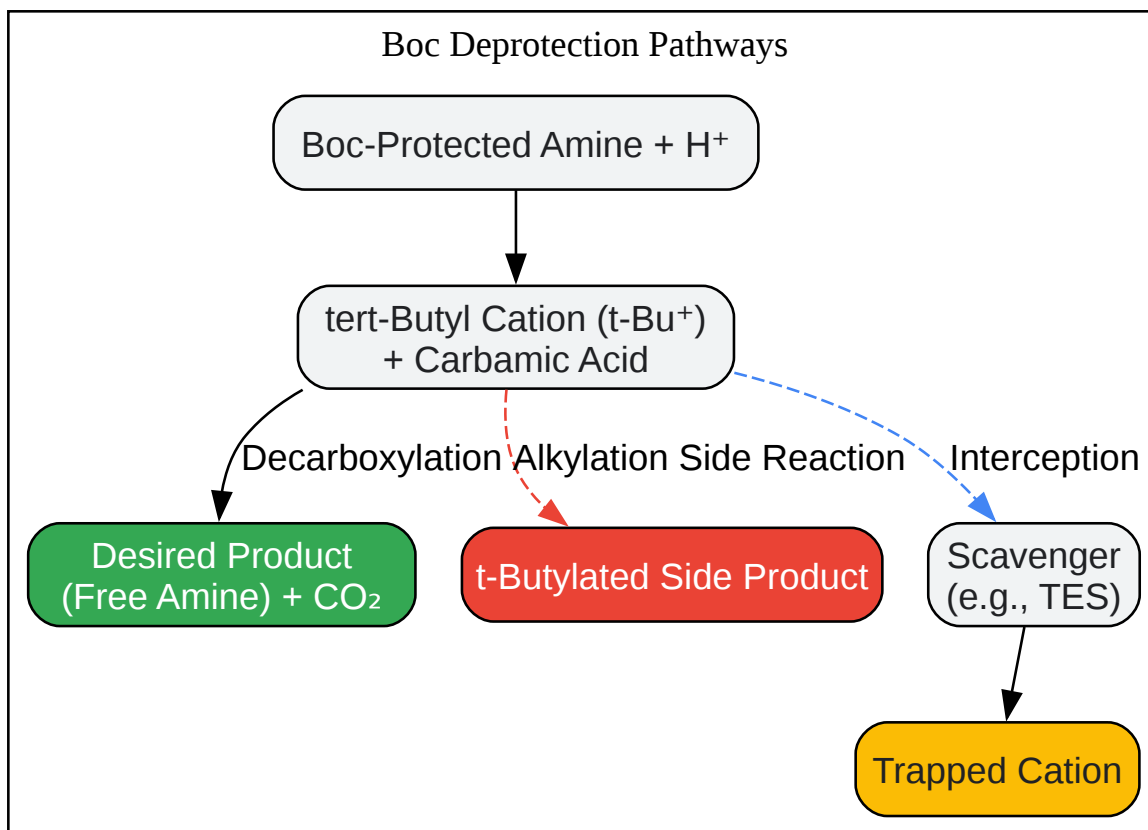 Boc Deprotection Pathways
Boc-Protected Amine + H⁺
tert-Butyl Cation (t-Bu⁺)
+ Carbamic Acid
Decarboxylation
Alkylation Side Reaction
Interception
Desired Product
(Free Amine) + CO₂
t-Butylated Side Product
Scavenger
(e.g., TES)
Trapped Cation